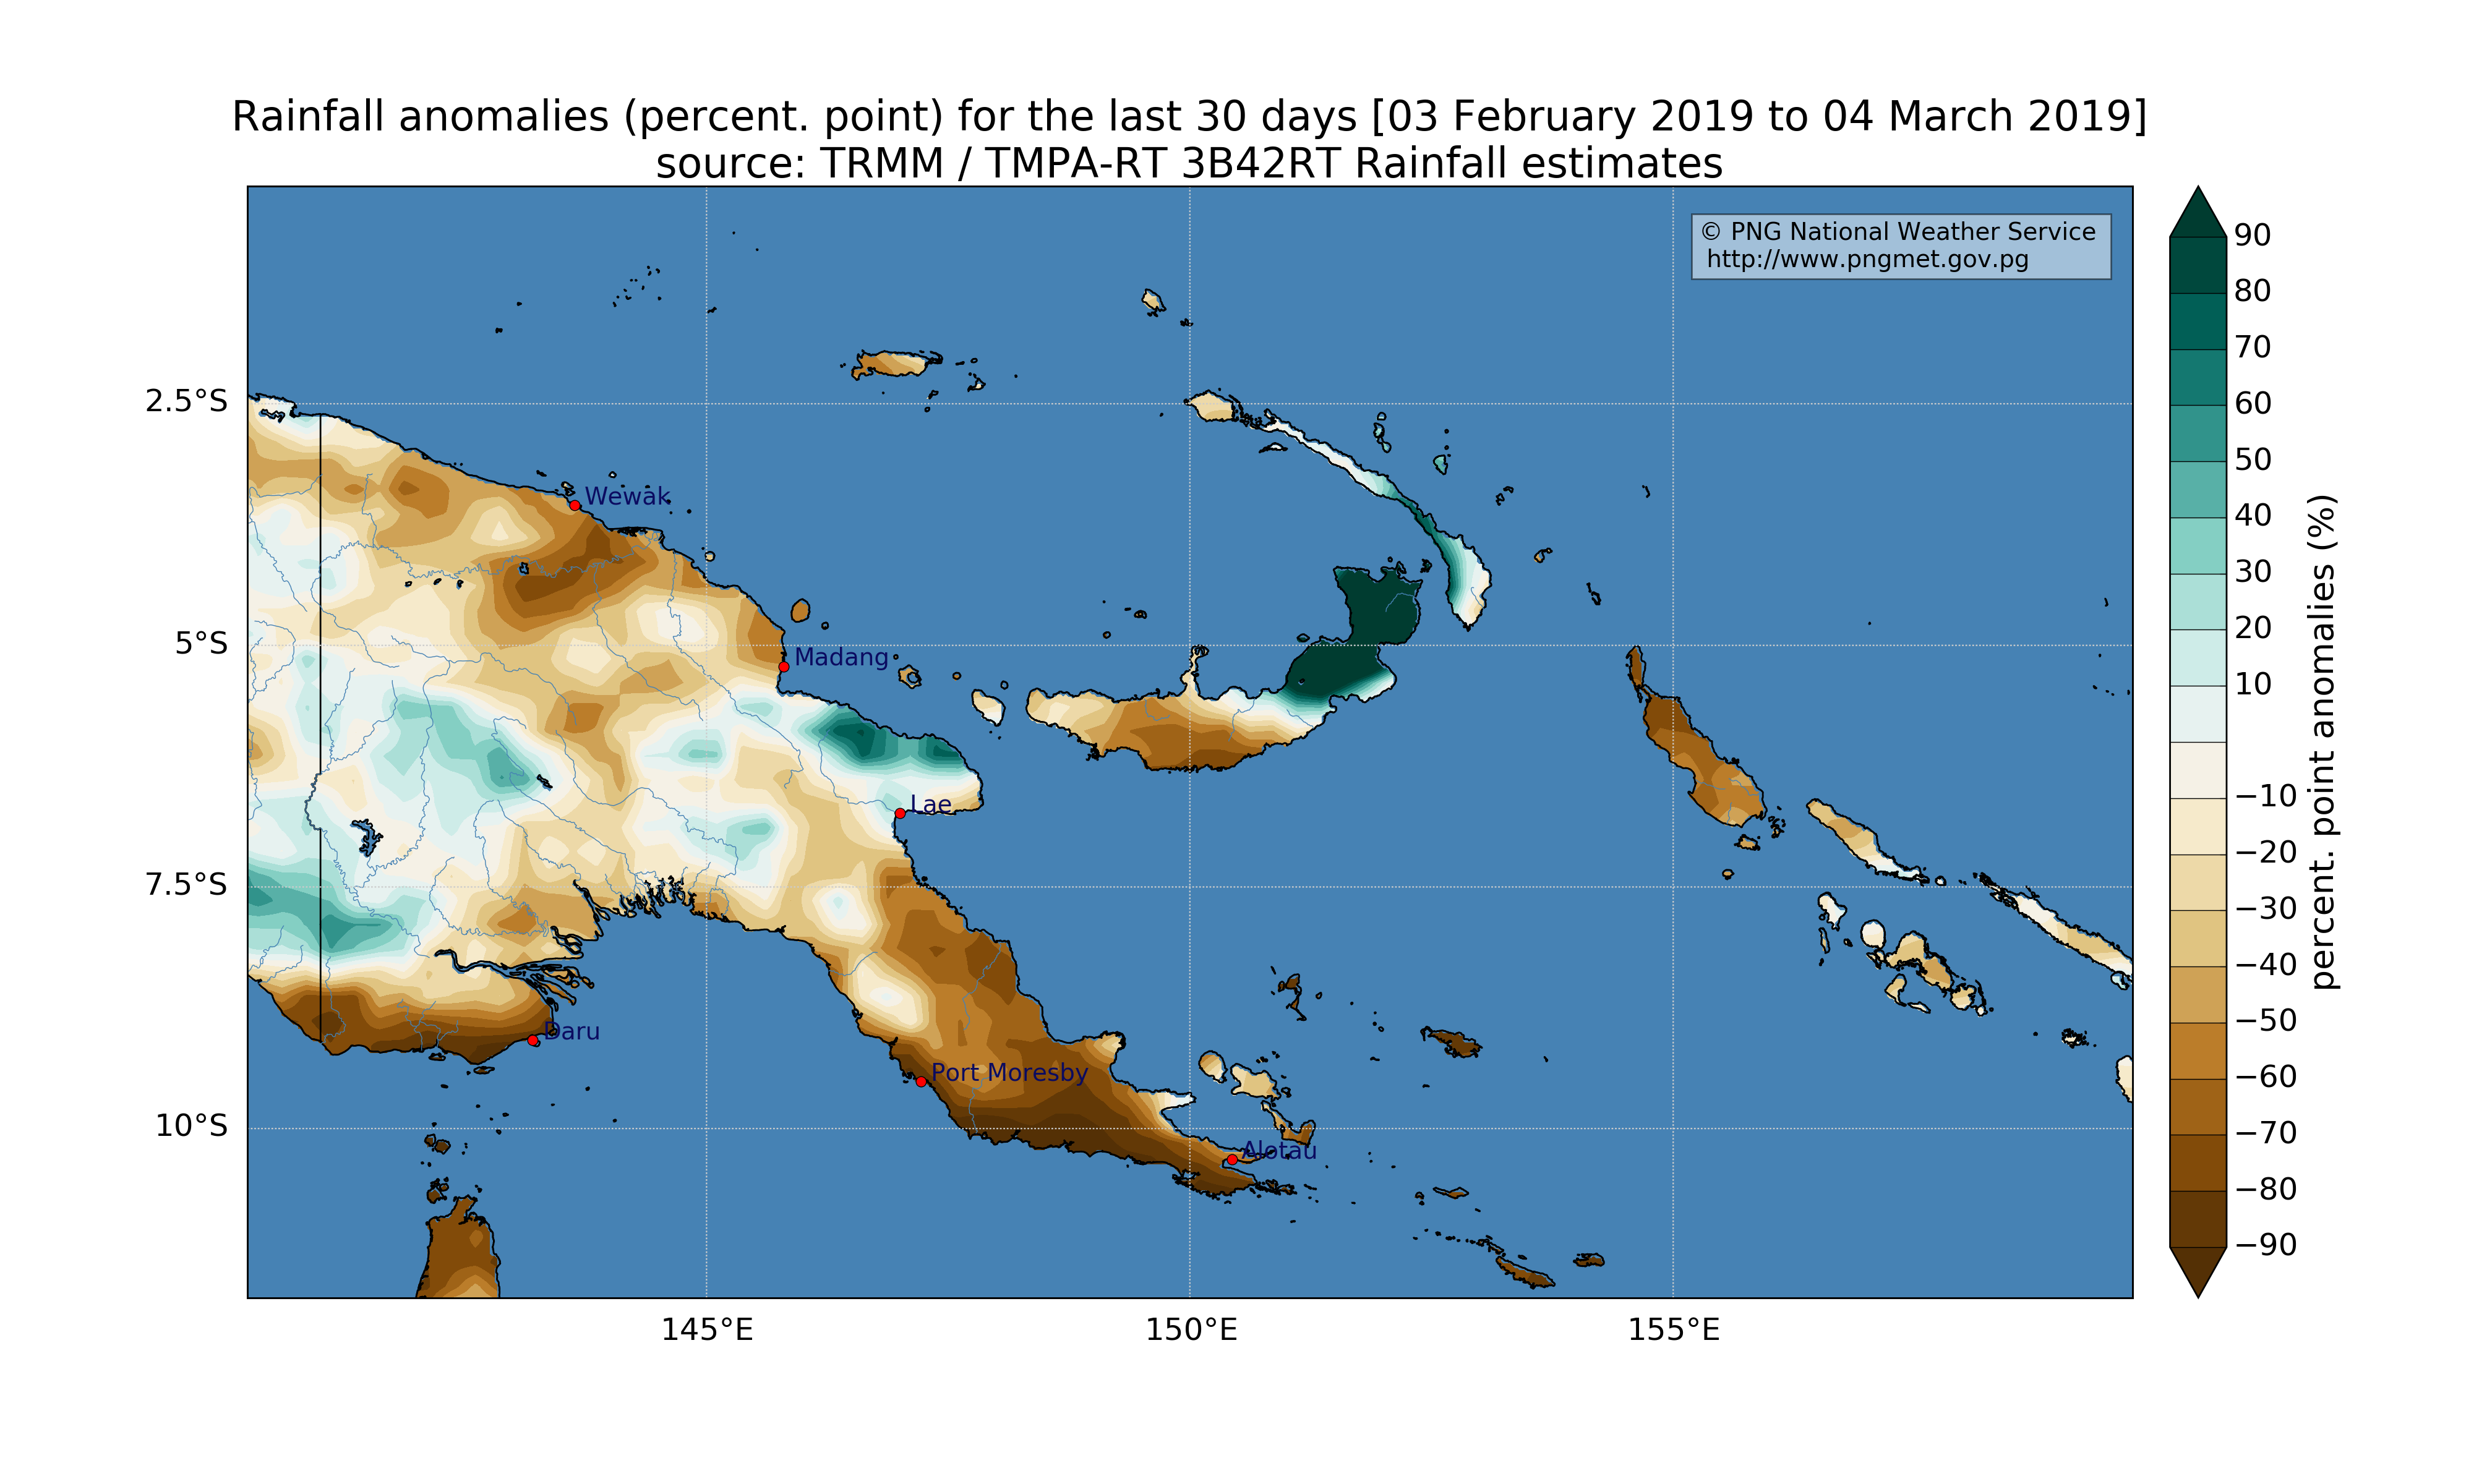 Rainfall anomalies (percent. point) for the last 30 days [03 February 2019 to 04 March 2019]
source: TRMM / TMPA-RT 3B42RT Rainfall estimates
© PNG National Weather Service
http://www.pngmet.gov.pg
2.5°S
5°S
7.5°S
10°S
Wewak
Madang
Lae
Daru
Port Moresby
Alotau
145°E
150°E
155°E
90
80
70
60
50
40
30
20
10
−10
−20
−30
−40
−50
−60
−70
−80
−90
percent. point anomalies (%)